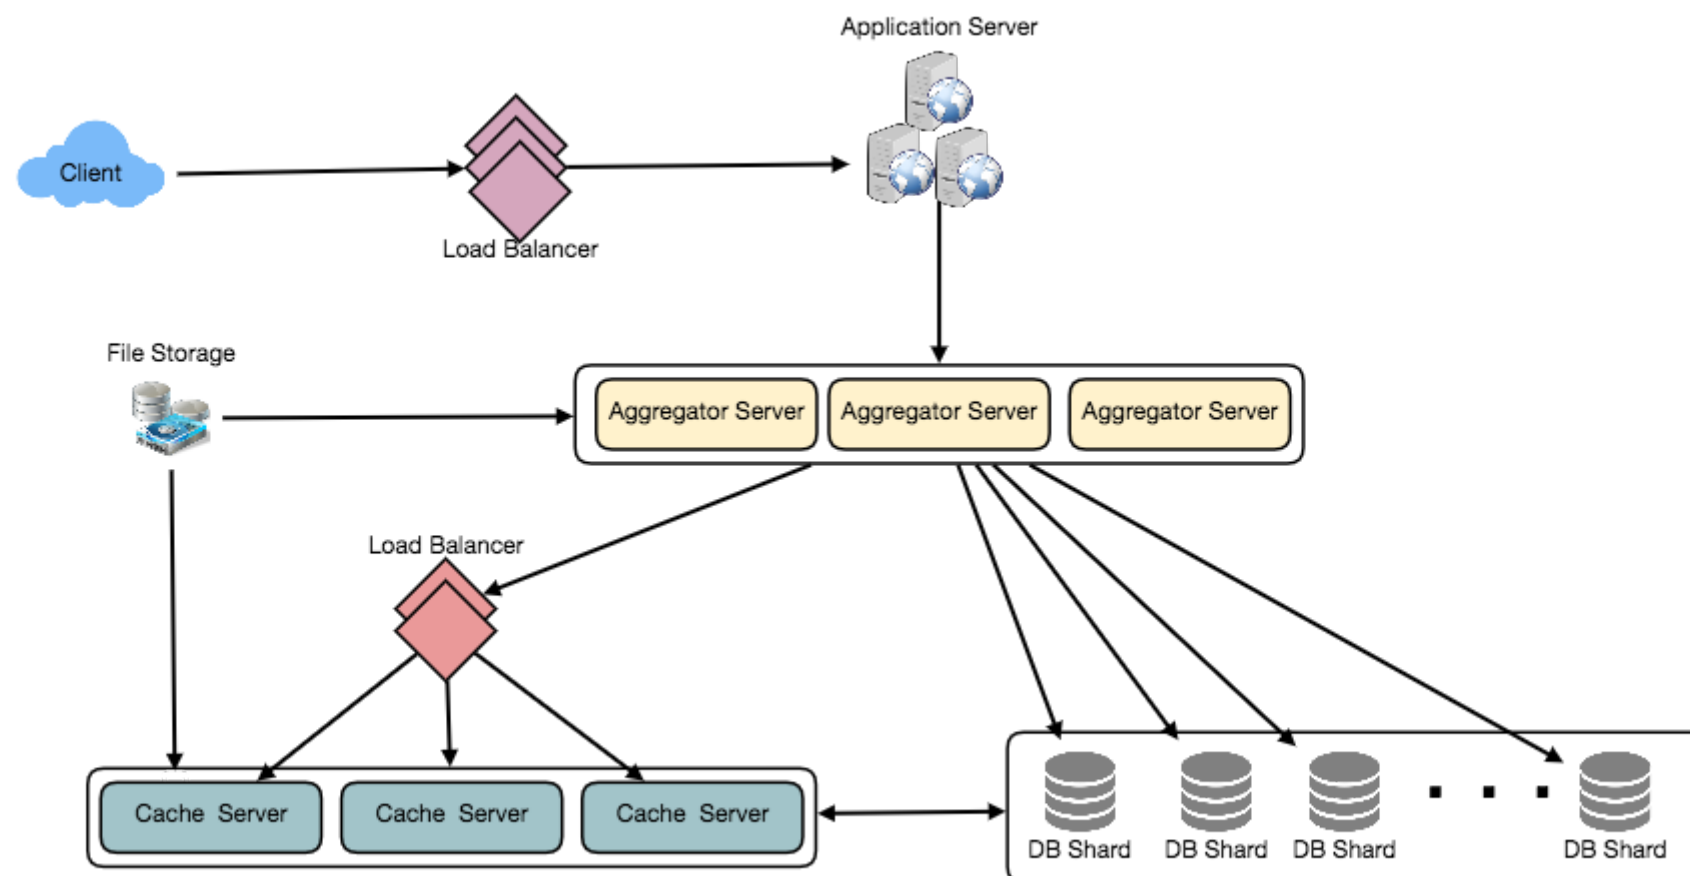 Application Server
Client
Load Balancer
File Storage
Aggregator Server
Aggregator Server
Aggregator Server
Load Balancer
Cache Server
Cache Server
Cache Server
DB Shard
DB Shard
DB Shard
DB Shard